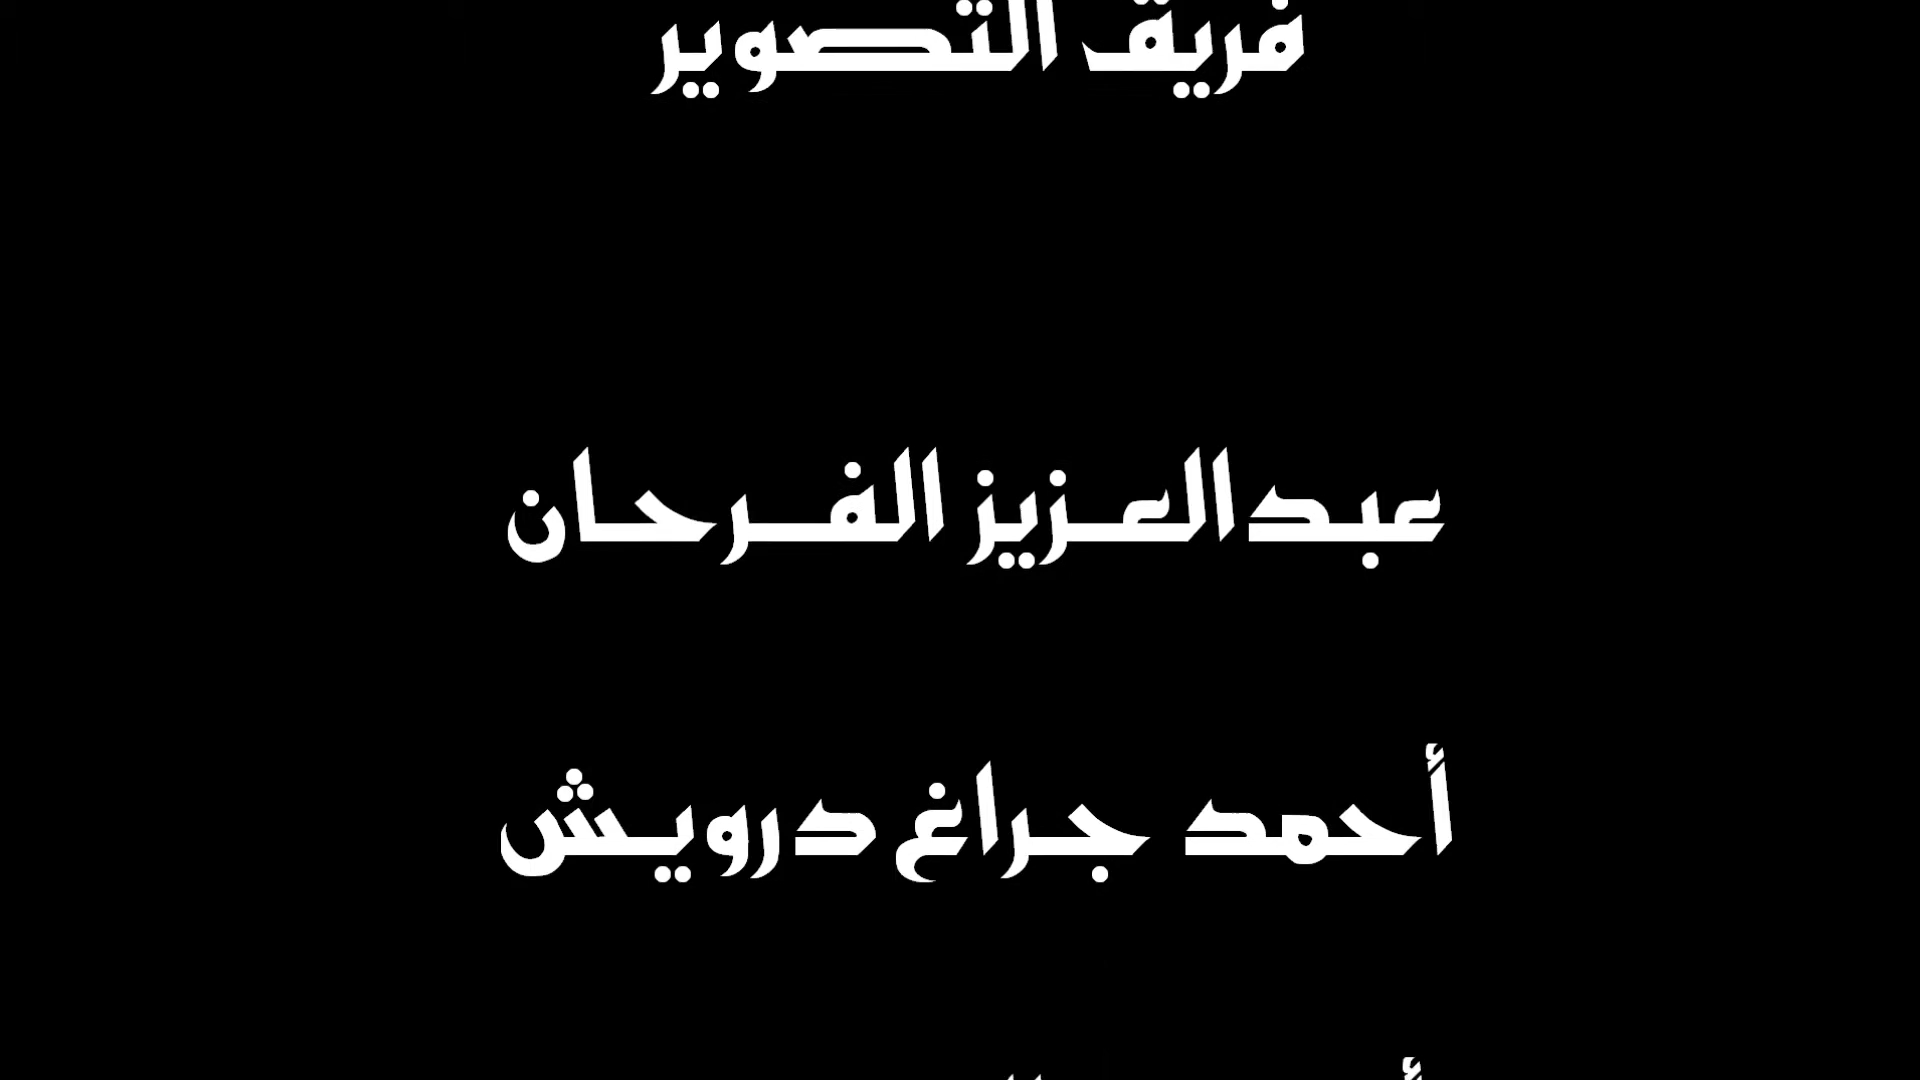 فريق التصوير
عبدالعزيز الفرحان
أحمد جراغ درويش